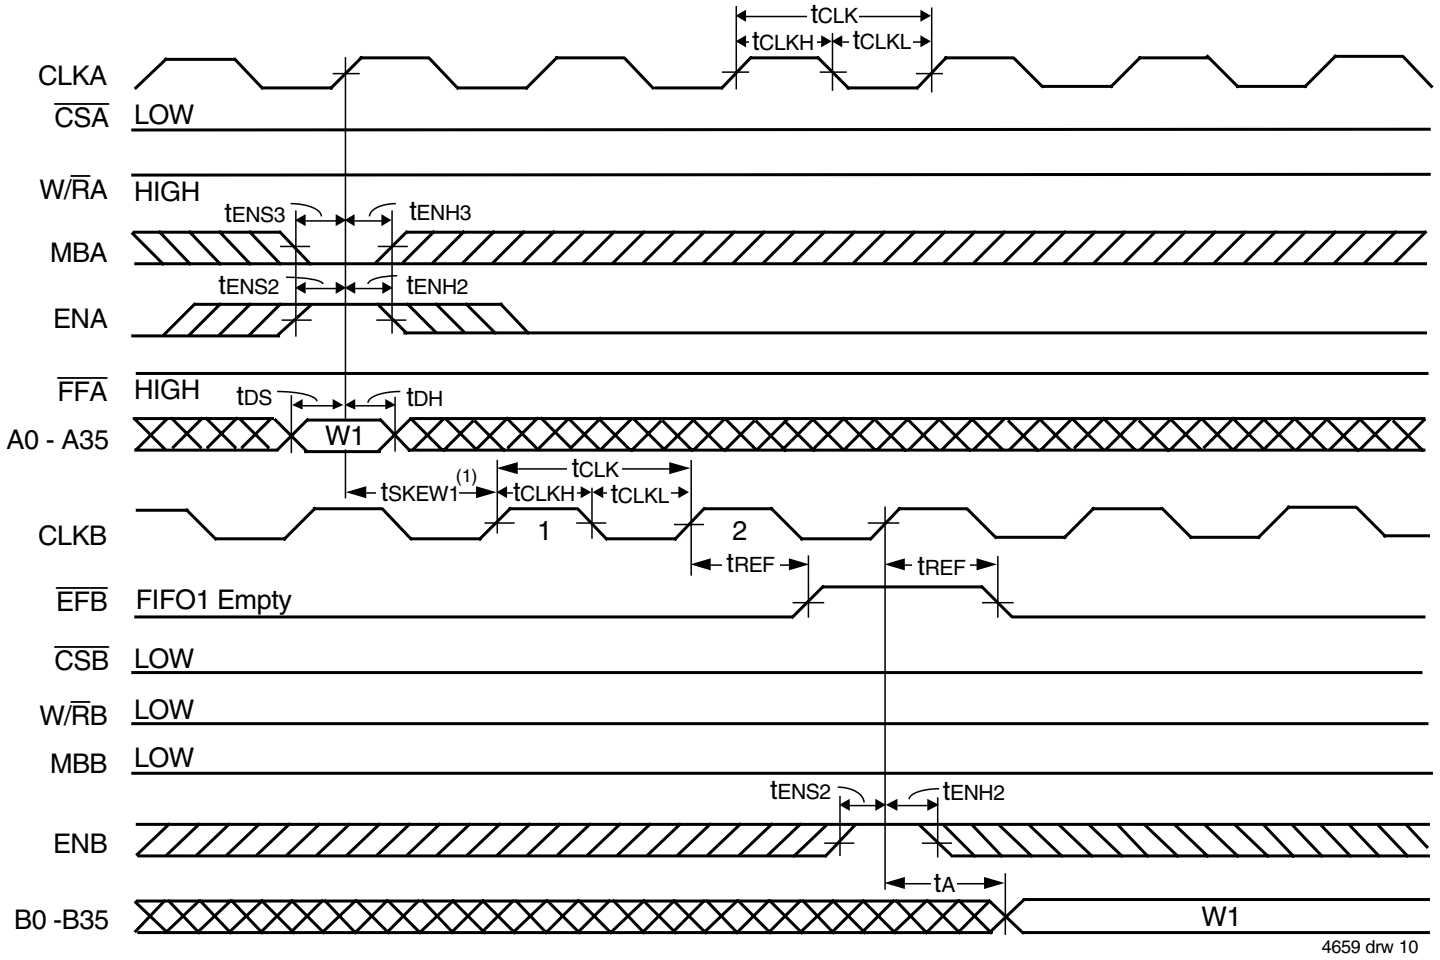 tCLK
tCLKH tCLKL
CLKA
CSA LOW
W/RA HIGH
tENS3 tENH3
MBA
tENS2 tENH2
ENA
FFA HIGH
tDS tDH
A0 - A35 W1
tCLK
tSKEW1(1) tCLKH tCLKL
CLKB 1 2
tREF tREF
EFB FIFO1 Empty
CSB LOW
W/RB LOW
MBB LOW
tENS2 tENH2
ENB
tA
B0 -B35 W1
4659 drw 10